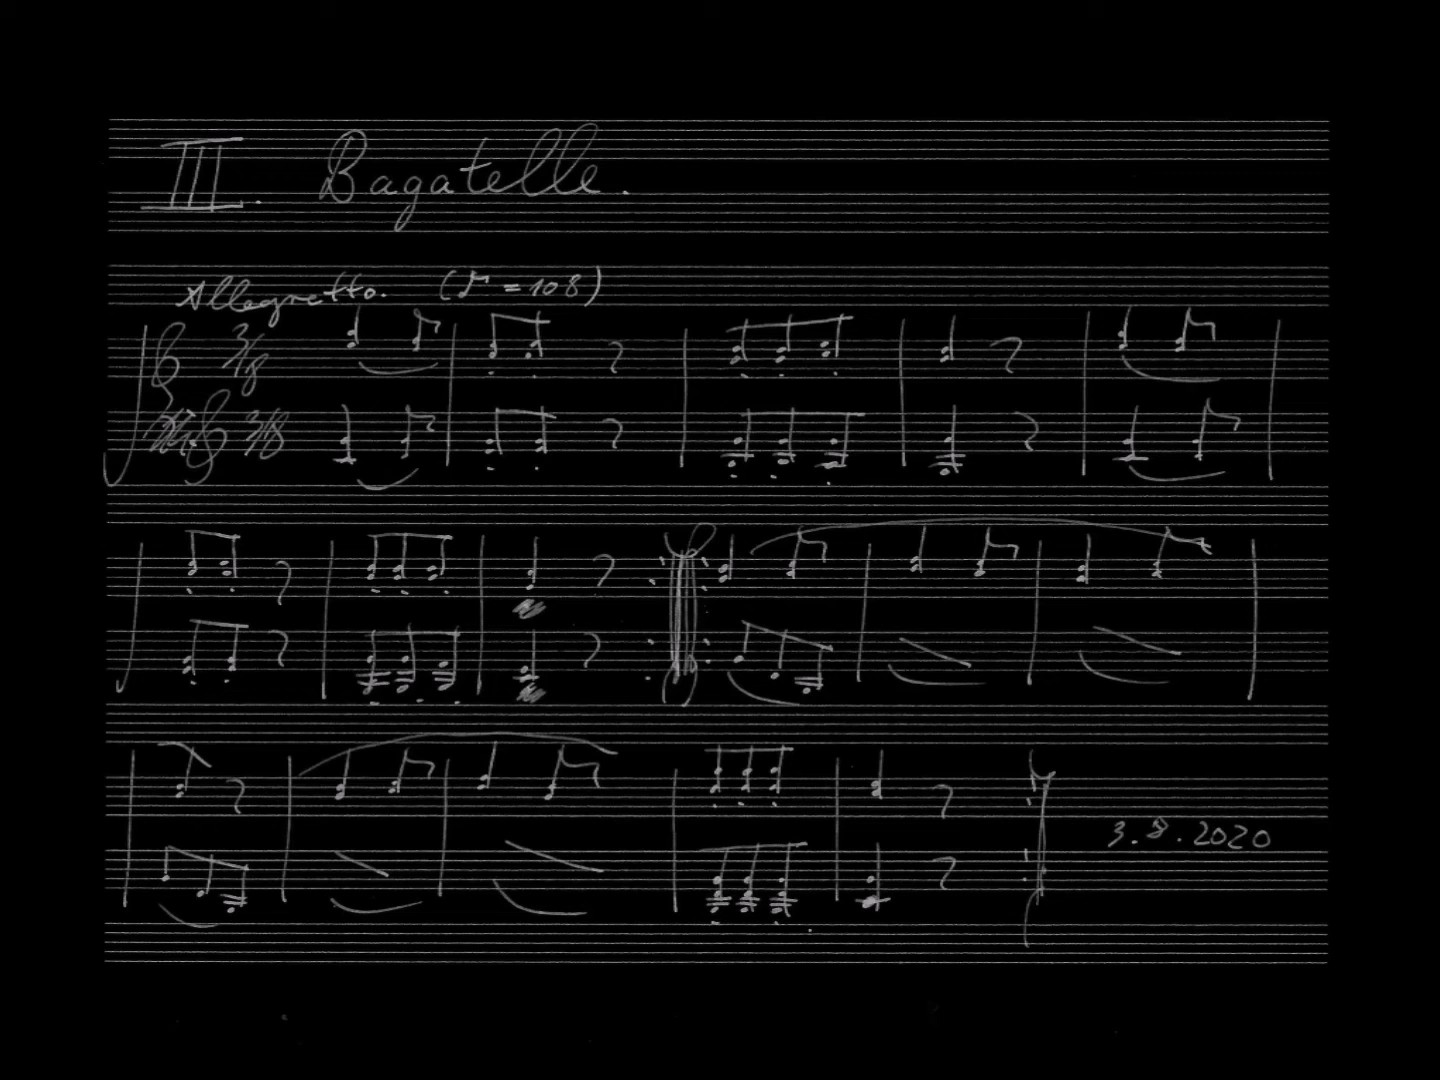 III. Bagatelle.
Allegretto. (♪ = 108)
3/8
3/8
3.8.2020